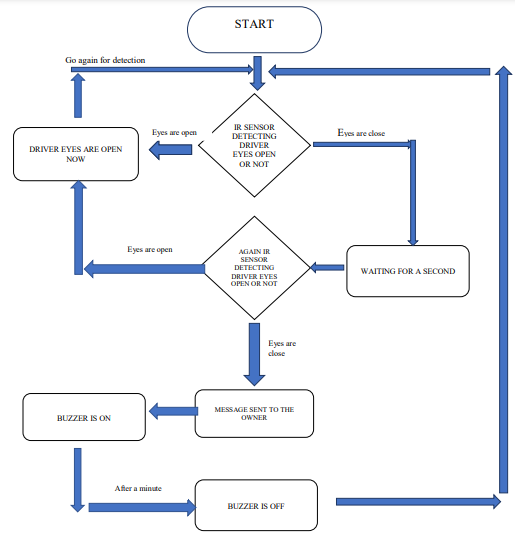 START
Go again for detection
Eyes are open
IR SENSOR
DETECTING
DRIVER
EYES OPEN
OR NOT
Eyes are close
DRIVER EYES ARE OPEN
NOW
Eyes are open
AGAIN IR
SENSOR
DETECTING
DRIVER EYES
OPEN OR NOT
WAITING FOR A SECOND
Eyes are
close
MESSAGE SENT TO THE
OWNER
BUZZER IS ON
After a minute
BUZZER IS OFF